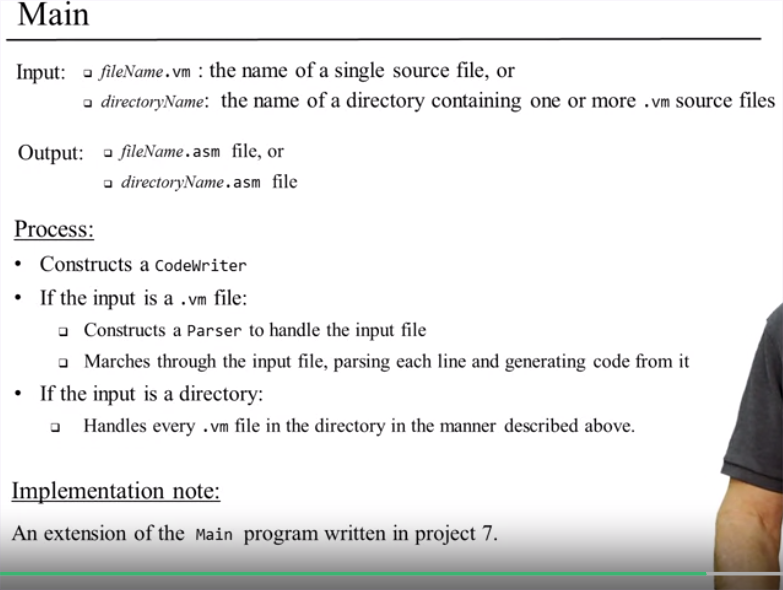 Main
Input: ❑ fileName.vm : the name of a single source file, or
❑ directoryName: the name of a directory containing one or more .vm source files
Output: ❑ fileName.asm file, or
❑ directoryName.asm file
Process:
• Constructs a CodeWriter
• If the input is a .vm file:
❑ Constructs a Parser to handle the input file
❑ Marches through the input file, parsing each line and generating code from it
• If the input is a directory:
❑ Handles every .vm file in the directory in the manner described above.
Implementation note:
An extension of the Main program written in project 7.